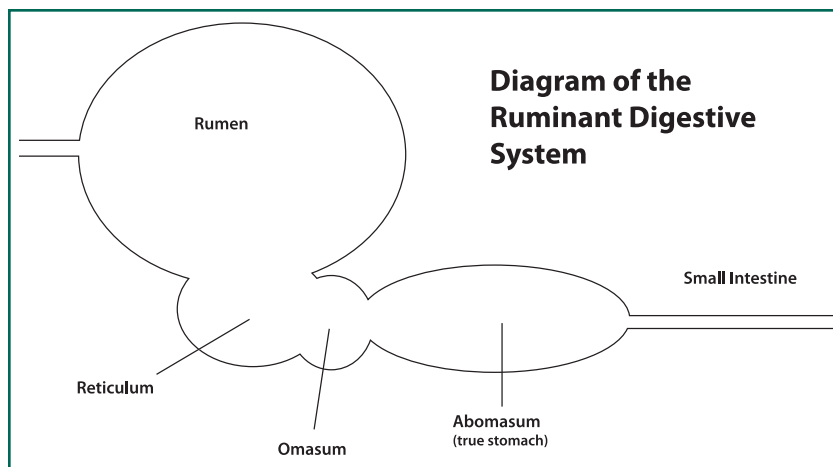 Diagram of the
Ruminant Digestive
System
Rumen
Small Intestine
Reticulum
Omasum
Abomasum
(true stomach)